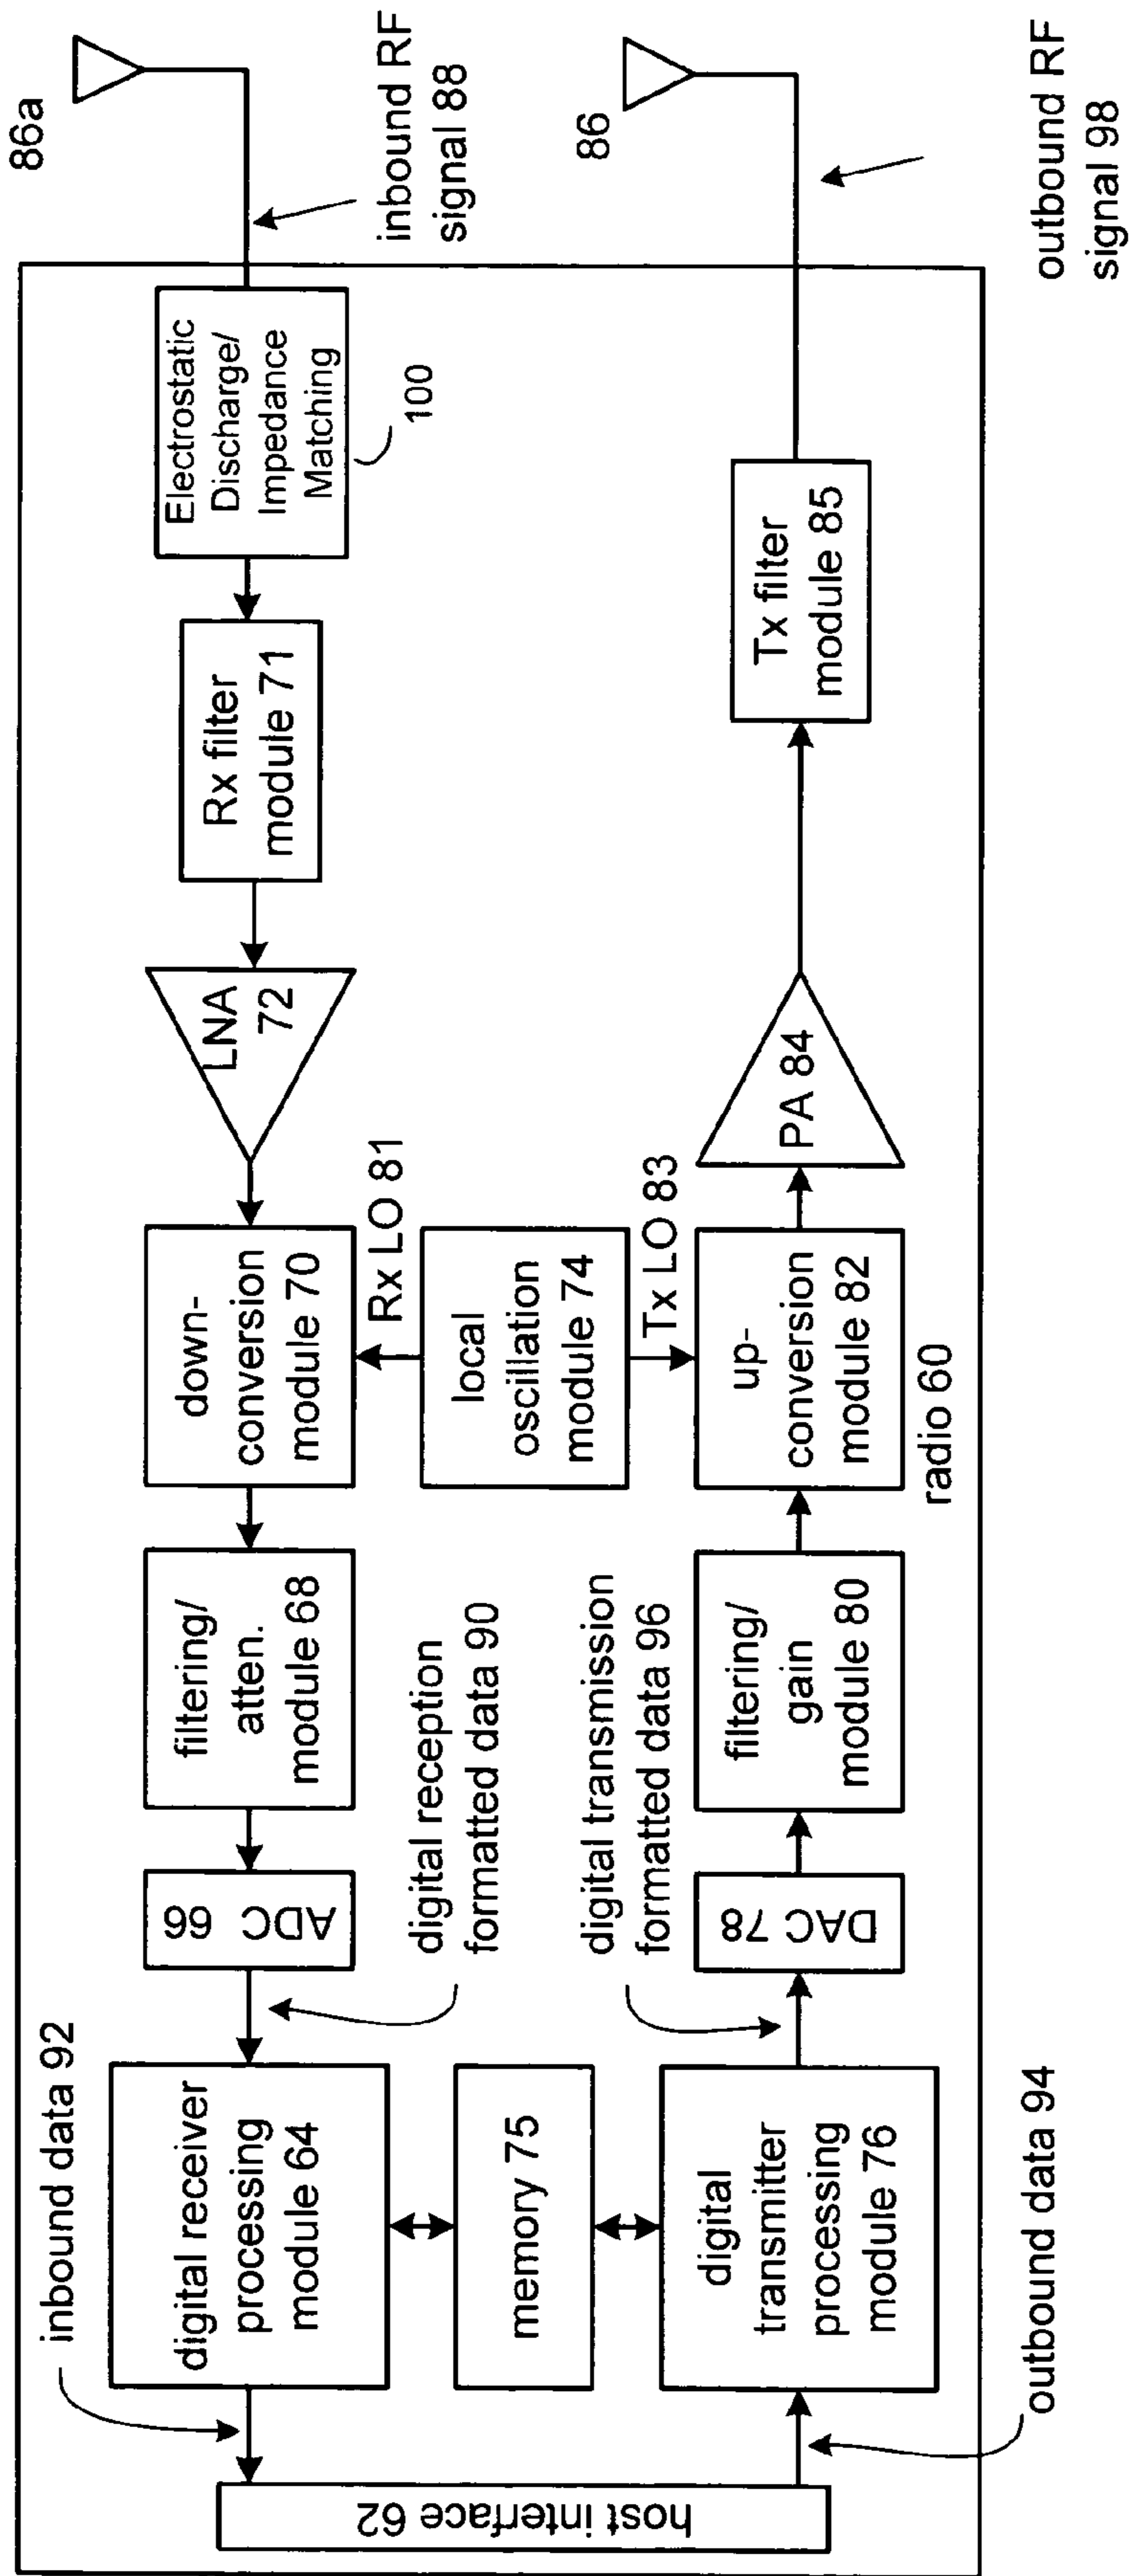 inbound data 92
digital receiver
processing
module 64
host interface 62
memory 75
digital
transmitter
processing
module 76
outbound data 94
ADC 66
digital reception
formatted data 90
digital transmission
formatted data 96
DAC 78
filtering/
atten.
module 68
filtering/
gain
module 80
down-
conversion
module 70
Rx LO 81
local
oscillation
module 74
Tx LO 83
up-
conversion
module 82
radio 60
LNA
72
PA 84
Rx filter
module 71
Tx filter
module 85
Electrostatic
Discharge/
Impedance
Matching
100
86a
inbound RF
signal 88
86
outbound RF
signal 98